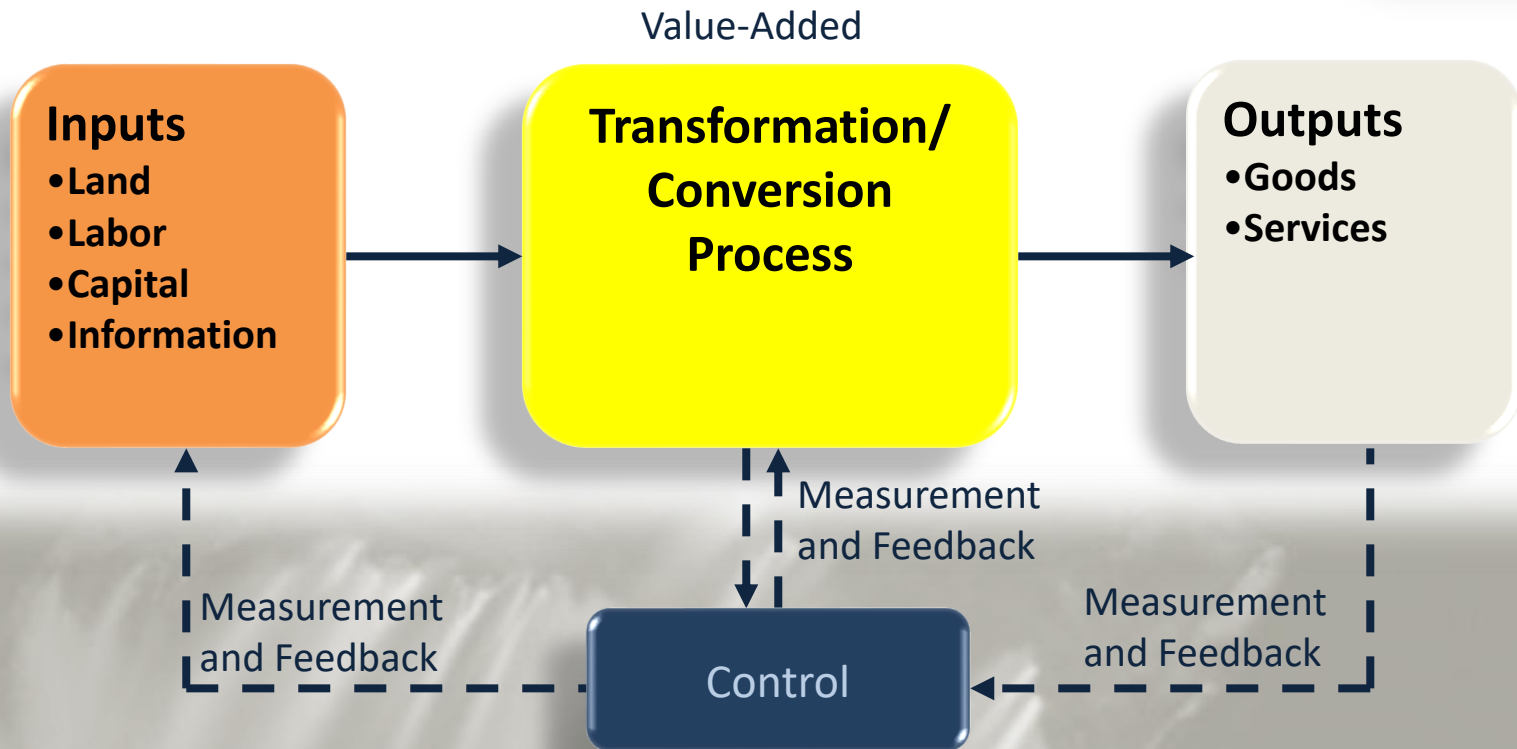 Value-Added
Inputs
•Land
•Labor
•Capital
•Information
Transformation/
Conversion
Process
Outputs
•Goods
•Services
Measurement
and Feedback
Measurement
and Feedback
Measurement
and Feedback
Control